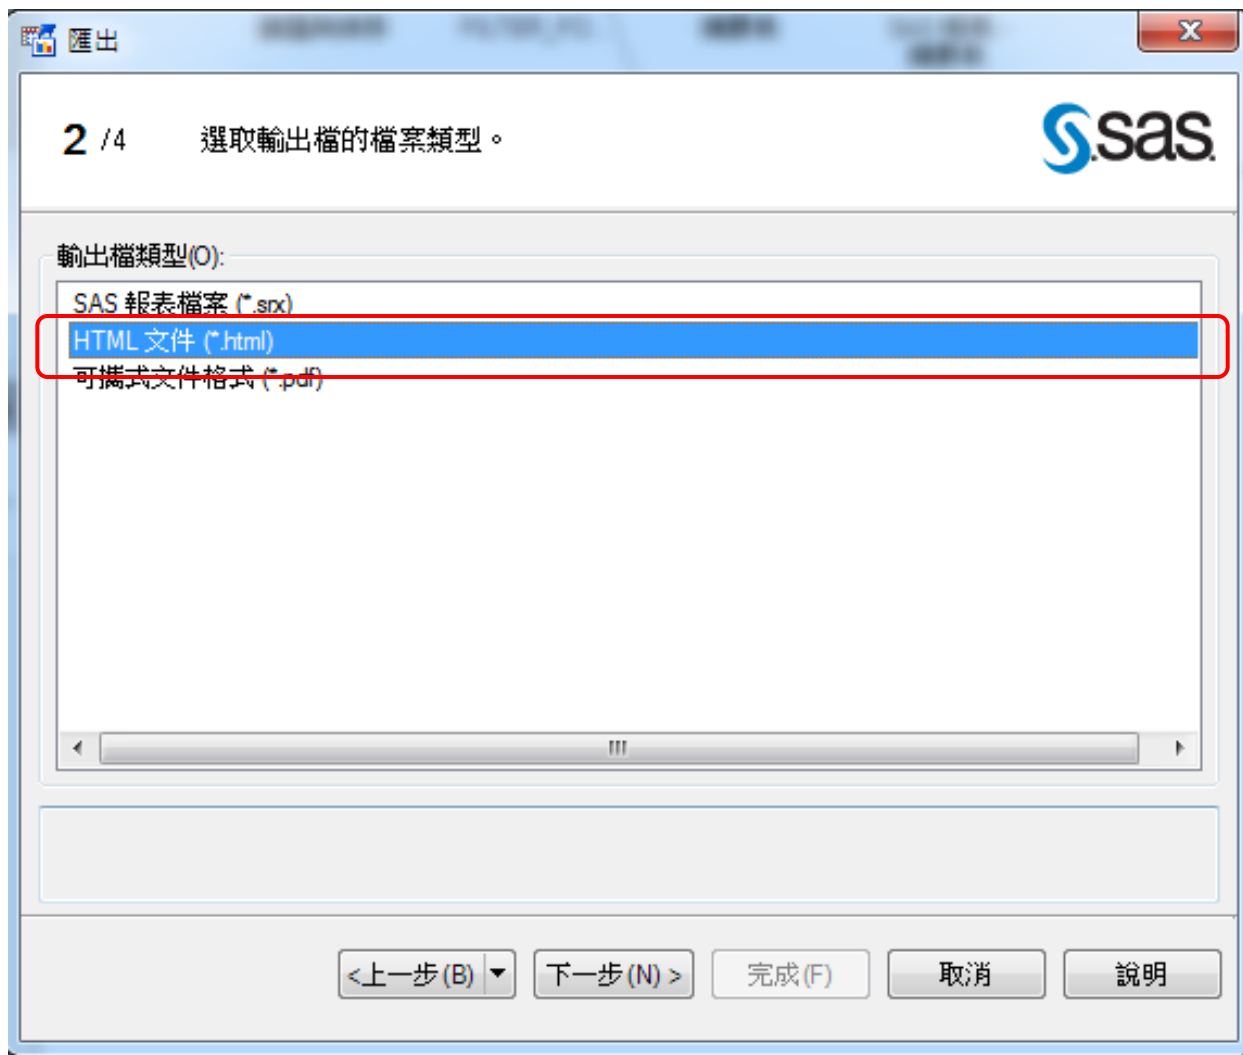 匯出
2 /4 選取輸出檔的檔案類型。
sas
輸出檔類型(O):
SAS 報表檔案 (*.srx)
HTML 文件 (*.html)
可攜式文件格式 (*.pdf)
<上一步(B) 下一步(N) > 完成(F) 取消 說明